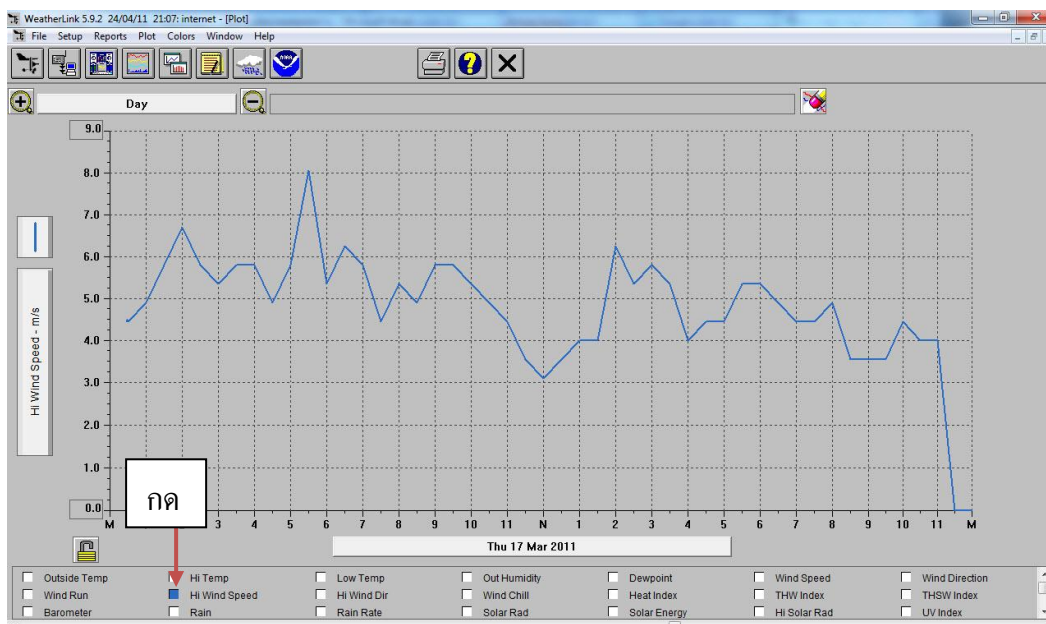 WeatherLink 5.9.2 24/04/11 21:07: internet - [Plot]
File Setup Reports Plot Colors Window Help
Day
9.0
8.0
7.0
6.0
5.0
4.0
3.0
2.0
1.0
0.0
Hi Wind Speed - m/s
กด
M 3 4 5 6 7 8 9 10 11 N 1 2 3 4 5 6 7 8 9 10 11 M
Thu 17 Mar 2011
Outside Temp Hi Temp Low Temp Out Humidity Dewpoint Wind Speed Wind Direction
Wind Run Hi Wind Speed Hi Wind Dir Wind Chill Heat Index THW Index THSW Index
Barometer Rain Rain Rate Solar Rad Solar Energy Hi Solar Rad UV Index